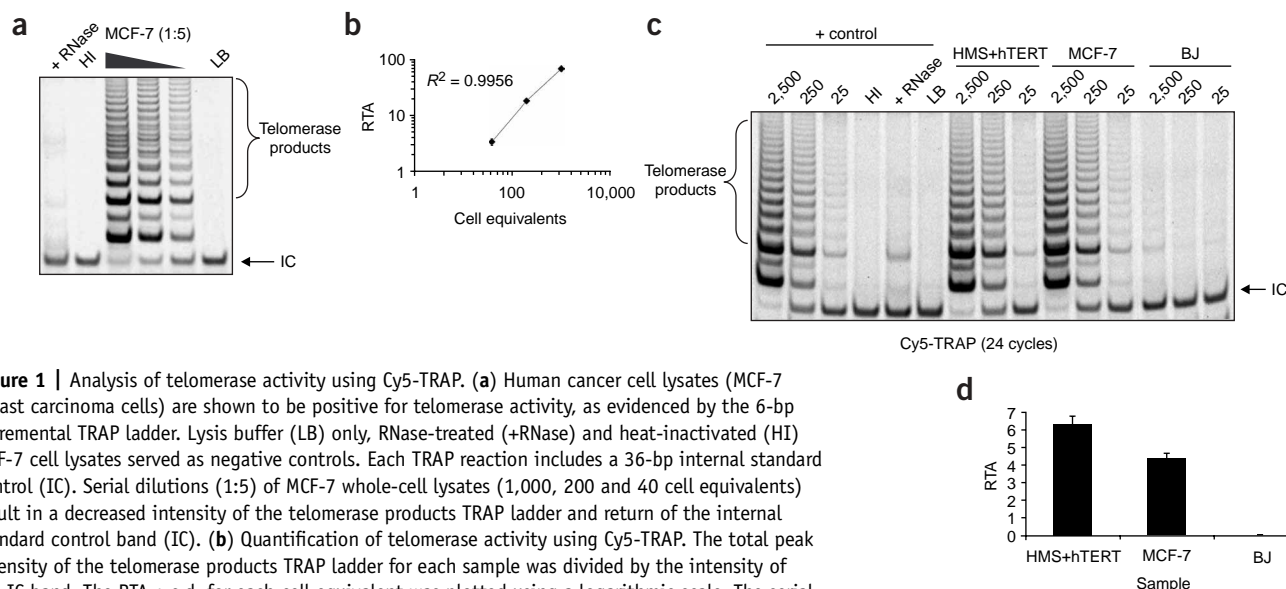 a
+ RNase
HI
MCF-7 (1:5)
LB
Telomerase
products
IC
b
R² = 0.9956
RTA
100
10
1
1
100
10,000
Cell equivalents
c
+ control
HMS+hTERT
MCF-7
BJ
2,500
250
25
HI
+ RNase
LB
2,500
250
25
2,500
250
25
2,500
250
25
Telomerase
products
IC
Cy5-TRAP (24 cycles)
ure 1 | Analysis of telomerase activity using Cy5-TRAP. (a) Human cancer cell lysates (MCF-7
ast carcinoma cells) are shown to be positive for telomerase activity, as evidenced by the 6-bp
remental TRAP ladder. Lysis buffer (LB) only, RNase-treated (+RNase) and heat-inactivated (HI)
F-7 cell lysates served as negative controls. Each TRAP reaction includes a 36-bp internal standard
trol (IC). Serial dilutions (1:5) of MCF-7 whole-cell lysates (1,000, 200 and 40 cell equivalents)
ult in a decreased intensity of the telomerase products TRAP ladder and return of the internal
ndard control band (IC). (b) Quantification of telomerase activity using Cy5-TRAP. The total peak
ensity of the telomerase products TRAP ladder for each sample was divided by the intensity of
d
7
6
5
4
3
2
1
0
RTA
HMS+hTERT
MCF-7
BJ
Sample